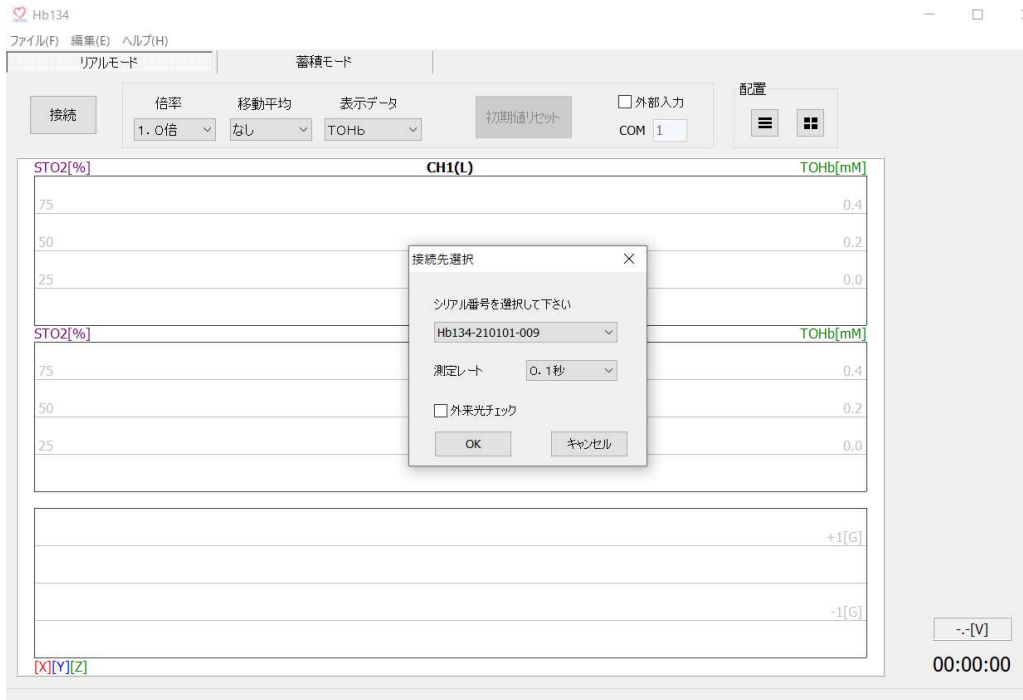 Hb134
ファイル(F) 編集(E) ヘルプ(H)
リアルモード 蓄積モード
接続
倍率 移動平均 表示データ
1.0倍 なし TOHb
初期値リセット
外部入力
COM 1
配置
STO2[%] CH1(L) TOHb[mM]
75 0.4
50 0.2
25 0.0
STO2[%] TOHb[mM]
75 0.4
50 0.2
25 0.0
+1[G]
-1[G]
[X][Y][Z]
接続先選択
シリアル番号を選択して下さい
Hb134-210101-009
測定レート 0.1秒
外来光チェック
OK キャンセル
-.-[V]
00:00:00